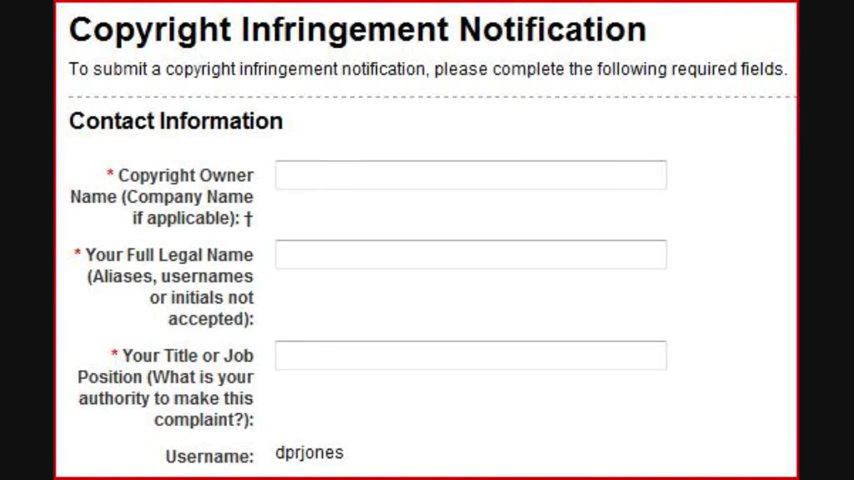 Copyright Infringement Notification
To submit a copyright infringement notification, please complete the following required fields.
Contact Information
* Copyright Owner
Name (Company Name
if applicable): †
* Your Full Legal Name
(Aliases, usernames
or initials not
accepted):
* Your Title or Job
Position (What is your
authority to make this
complaint?):
Username: dprjones